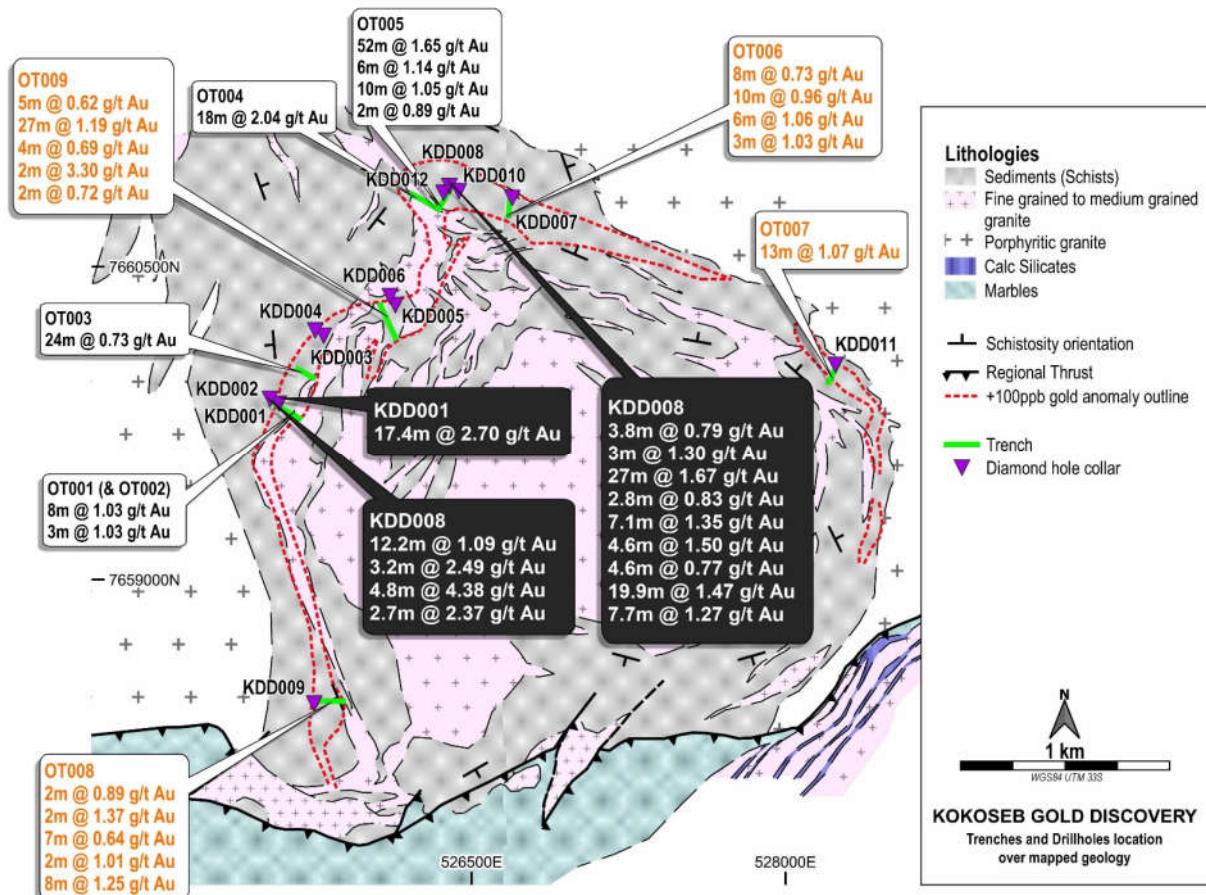 OT005
52m @ 1.65 g/t Au
6m @ 1.14 g/t Au
10m @ 1.05 g/t Au
2m @ 0.89 g/t Au
OT006
8m @ 0.73 g/t Au
10m @ 0.96 g/t Au
6m @ 1.06 g/t Au
3m @ 1.03 g/t Au
OT009
5m @ 0.62 g/t Au
27m @ 1.19 g/t Au
4m @ 0.69 g/t Au
2m @ 3.30 g/t Au
2m @ 0.72 g/t Au
OT004
18m @ 2.04 g/t Au
KDD008
KDD012
KDD010
KDD007
OT007
13m @ 1.07 g/t Au
7660500N
KDD006
KDD005
KDD004
KDD003
OT003
24m @ 0.73 g/t Au
KDD011
KDD002
KDD001
KDD001
17.4m @ 2.70 g/t Au
KDD008
3.8m @ 0.79 g/t Au
3m @ 1.30 g/t Au
27m @ 1.67 g/t Au
2.8m @ 0.83 g/t Au
7.1m @ 1.35 g/t Au
4.6m @ 1.50 g/t Au
4.6m @ 0.77 g/t Au
19.9m @ 1.47 g/t Au
7.7m @ 1.27 g/t Au
OT001 (& OT002)
8m @ 1.03 g/t Au
3m @ 1.03 g/t Au
KDD008
12.2m @ 1.09 g/t Au
3.2m @ 2.49 g/t Au
4.8m @ 4.38 g/t Au
2.7m @ 2.37 g/t Au
7659000N
KDD009
OT008
2m @ 0.89 g/t Au
2m @ 1.37 g/t Au
7m @ 0.64 g/t Au
2m @ 1.01 g/t Au
8m @ 1.25 g/t Au
526500E
528000E
Lithologies
Sediments (Schists)
Fine grained to medium grained
granite
Porphyritic granite
Calc Silicates
Marbles
Schistosity orientation
Regional Thrust
+100ppb gold anomaly outline
Trench
Diamond hole collar
N
1 km
WGS84 UTM 33S
KOKOSEB GOLD DISCOVERY
Trenches and Drillholes location
over mapped geology